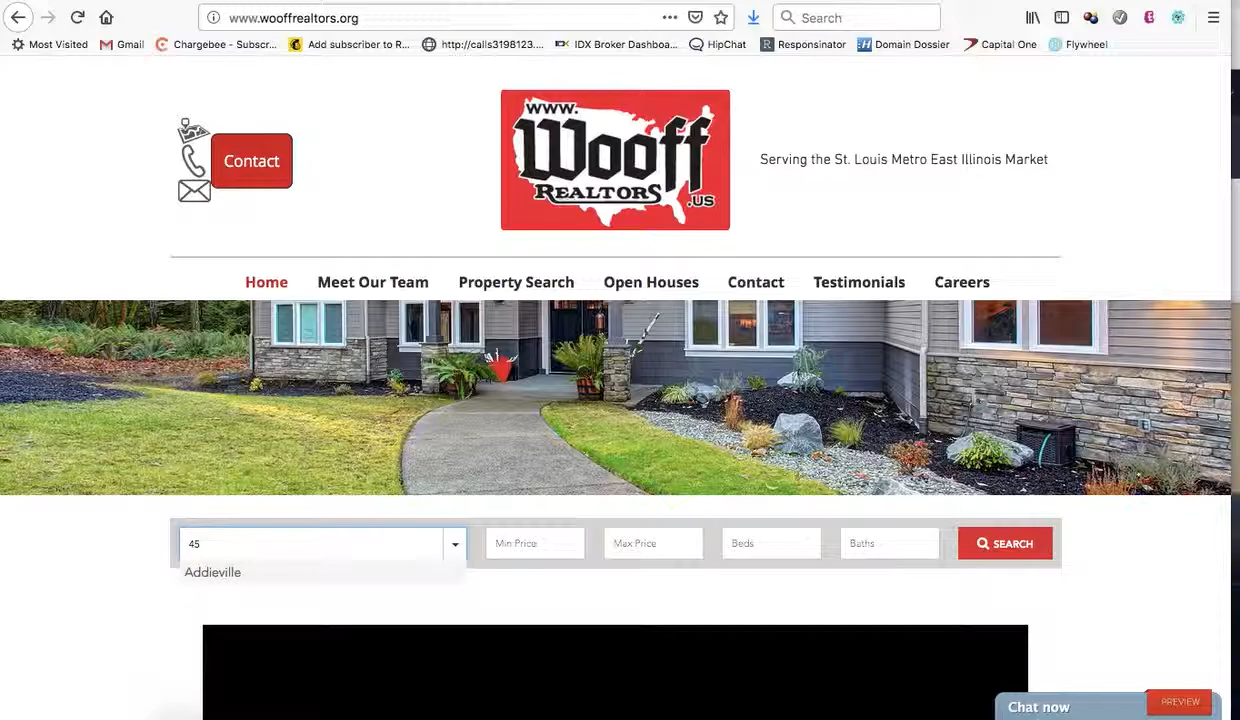 www.wooffrealtors.org
Search
Most Visited
Gmail
Chargebee - Subscr...
Add subscriber to R...
http://calls3198123....
IDX Broker Dashboa...
HipChat
Responsinator
Domain Dossier
Capital One
Flywheel
Contact
WWW.
Wooff
REALTORS
.US
Serving the St. Louis Metro East Illinois Market
Home
Meet Our Team
Property Search
Open Houses
Contact
Testimonials
Careers
45
Min Price
Max Price
Beds
Baths
SEARCH
Addieville
Chat now
PREVIEW